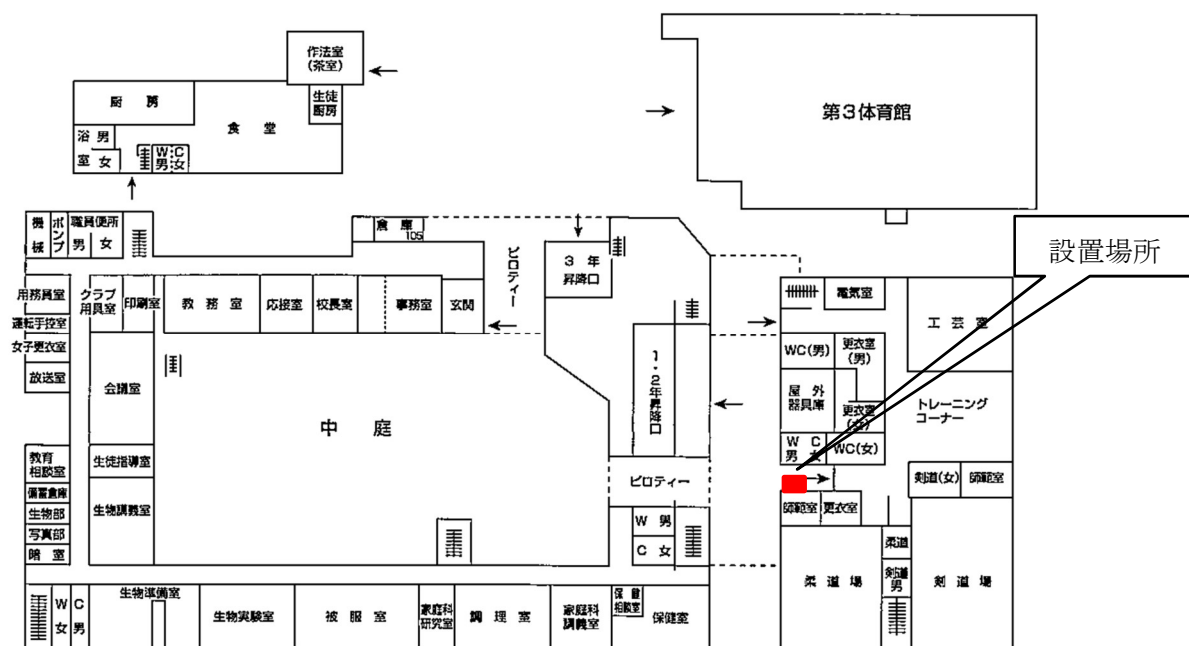 作法室
(茶室)
厨 房
生徒
厨房
食 堂
浴 男
室 女
W C
男 女
第3体育館
設置場所
機
械
ポ
ン
プ
職員便所
男 女
倉 庫
105
ピロティー
3 年
昇降口
用務員室
クラブ
用具室
印刷室
教 務 室
応接室
校長室
事務室
玄関
運転手控室
女子更衣室
放送室
会議室
中 庭
1・2年昇降口
電気室
工 芸 室
WC(男)
更衣室
(男)
屋 外
器具庫
更衣室
(女)
トレーニング
コーナー
W C
男 女
WC(女)
教育
相談室
生徒指導室
備蓄倉庫
生物部
生物講義室
写真部
暗 室
ピロティー
W 男
C 女
剣道(女)
師範室
師範室
更衣室
柔道
剣道
男
柔 道 場
剣 道 場
W C
女 男
生物準備室
生物実験室
被 服 室
家庭科
研究室
調 理 室
家庭科
講義室
保 健
相談室
保健室